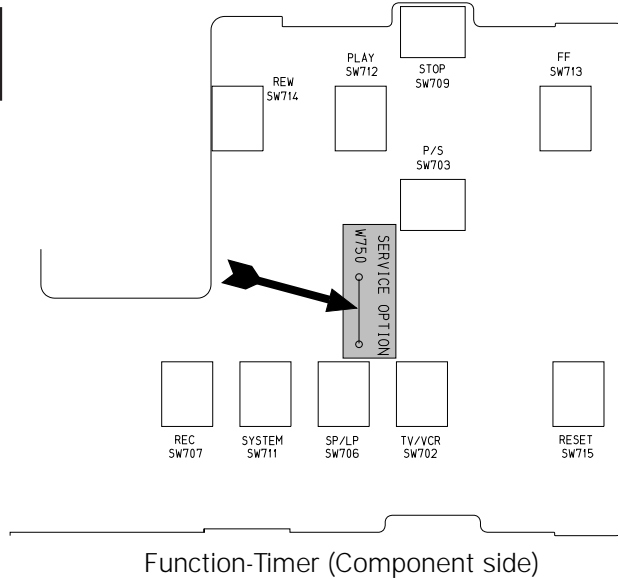 PLAY
SW712
STOP
SW709
FF
SW713
REW
SW714
P/S
SW703
SERVICE OPTION
W750
REC
SW707
SYSTEM
SW711
SP/LP
SW706
TV/VCR
SW702
RESET
SW715
Function-Timer (Component side)